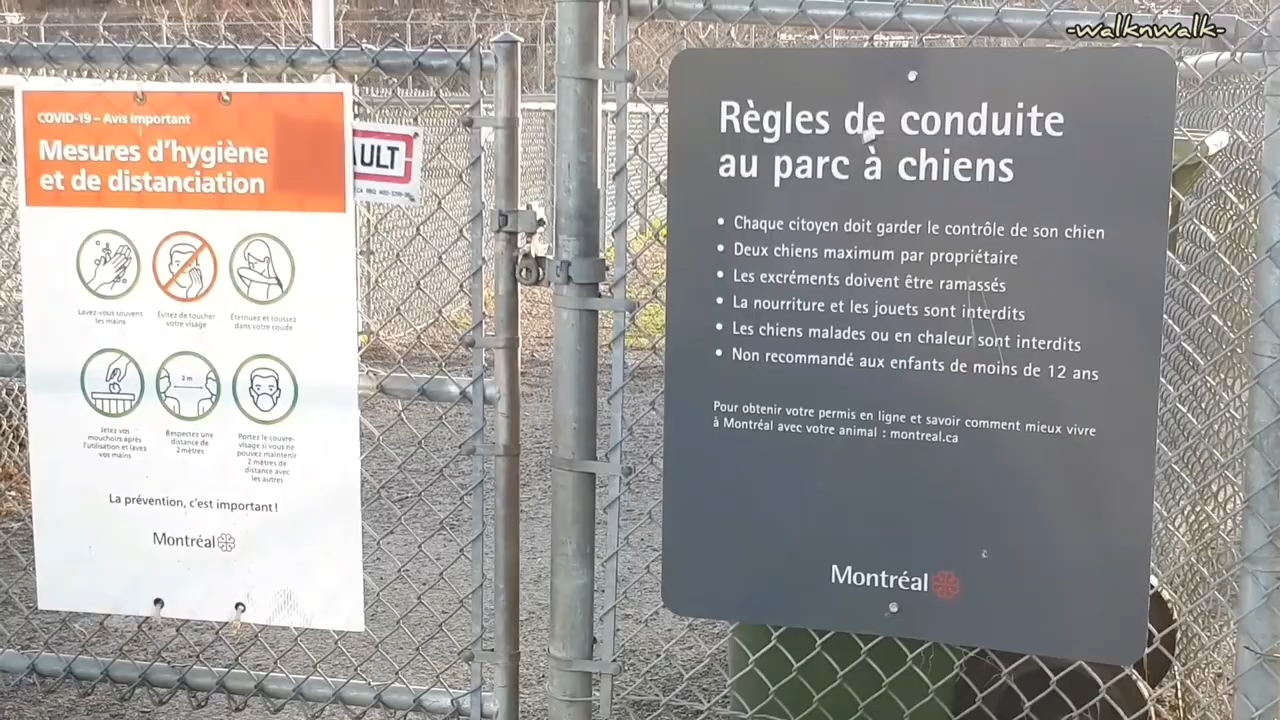 -walknwalk-
COVID-19 – Avis important
Mesures d'hygiène
et de distanciation
Lavez-vous souvent
les mains
Évitez de toucher
votre visage
Éternuez et toussez
dans votre coude
Jetez vos
mouchoirs après
l'utilisation et lavez
vos mains
2 m
Respectez une
distance de
2 mètres
Portez le couvre-
visage si vous ne
pouvez maintenir
2 mètres de
distance avec
les autres
La prévention, c'est important!
Montréal
AULT
Règles de conduite
au parc à chiens
• Chaque citoyen doit garder le contrôle de son chien
• Deux chiens maximum par propriétaire
• Les excréments doivent être ramassés
• La nourriture et les jouets sont interdits
• Les chiens malades ou en chaleur sont interdits
• Non recommandé aux enfants de moins de 12 ans
Pour obtenir votre permis en ligne et savoir comment mieux vivre
à Montréal avec votre animal : montreal.ca
Montréal